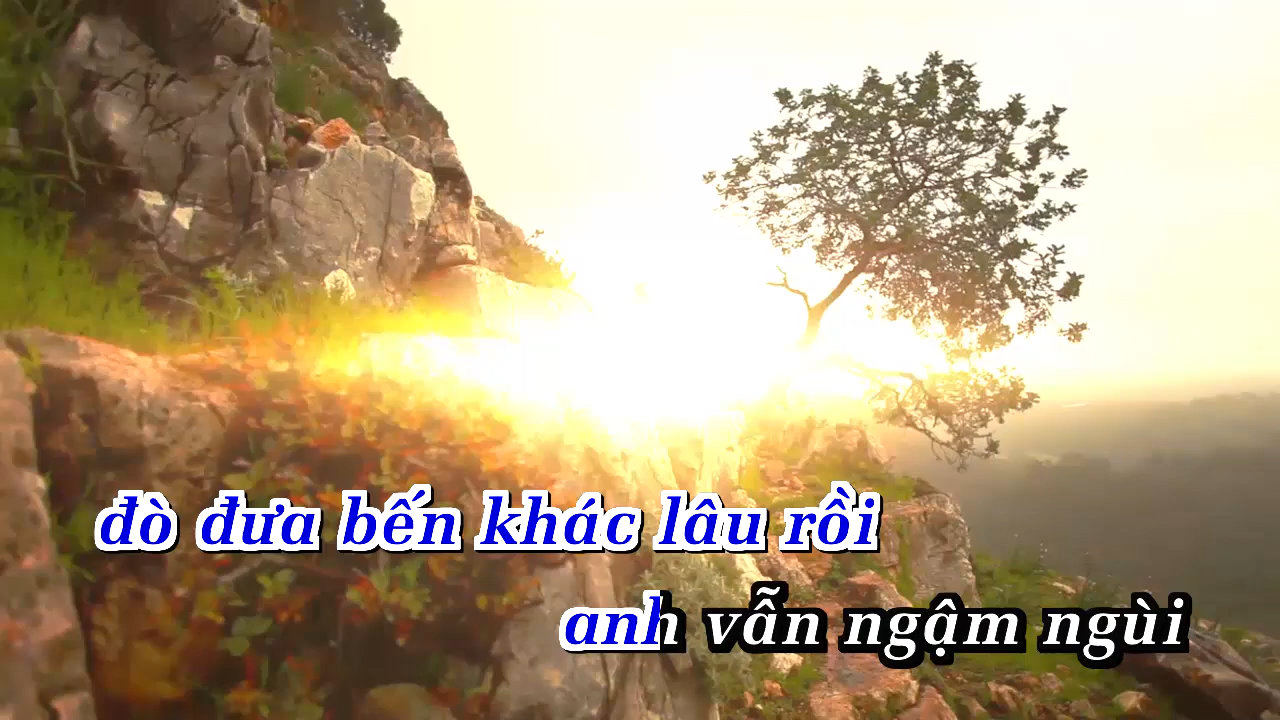 đò đưa bến khác lâu rồi
anh vẫn ngậm ngùi